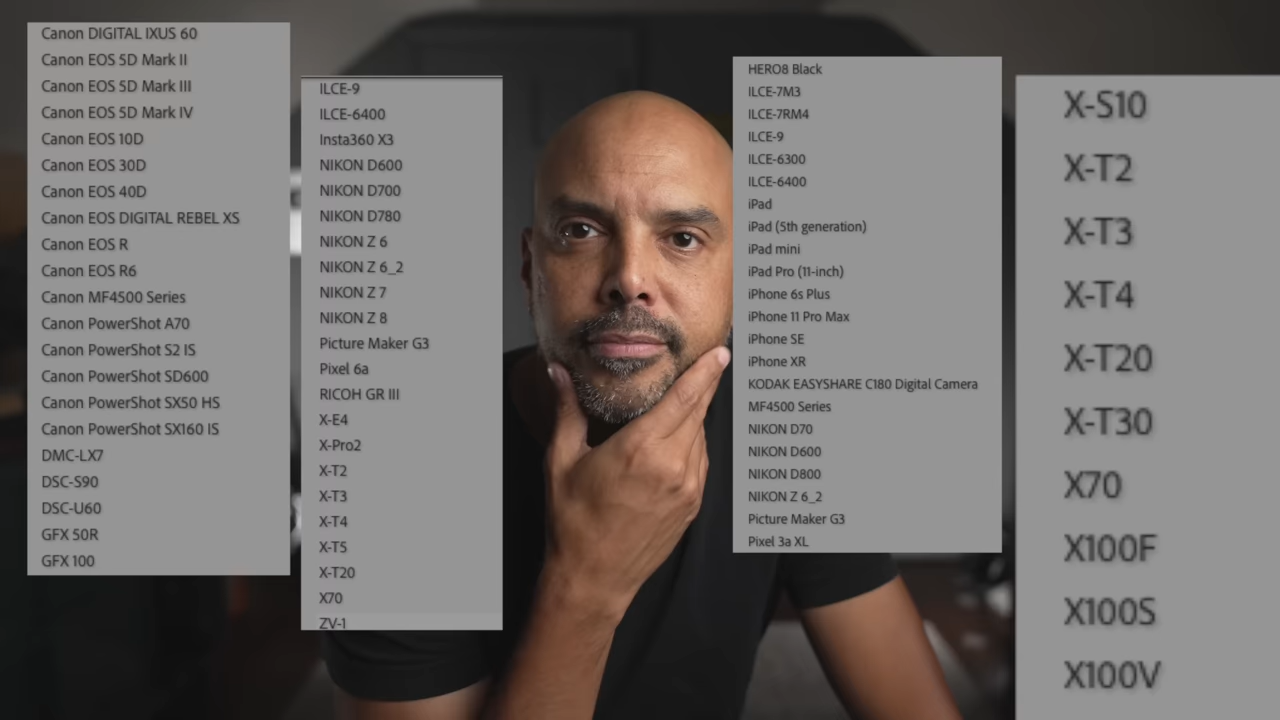 Canon DIGITAL IXUS 60
Canon EOS 5D Mark II
Canon EOS 5D Mark III
Canon EOS 5D Mark IV
Canon EOS 10D
Canon EOS 30D
Canon EOS 40D
Canon EOS DIGITAL REBEL XS
Canon EOS R
Canon EOS R6
Canon MF4500 Series
Canon PowerShot A70
Canon PowerShot S2 IS
Canon PowerShot SD600
Canon PowerShot SX50 HS
Canon PowerShot SX160 IS
DMC-LX7
DSC-S90
DSC-U60
GFX 50R
GFX 100
ILCE-9
ILCE-6400
Insta360 X3
NIKON D600
NIKON D700
NIKON D780
NIKON Z 6
NIKON Z 6_2
NIKON Z 7
NIKON Z 8
Picture Maker G3
Pixel 6a
RICOH GR III
X-E4
X-Pro2
X-T2
X-T3
X-T4
X-T5
X-T20
X70
ZV-1
HERO8 Black
ILCE-7M3
ILCE-7RM4
ILCE-9
ILCE-6300
ILCE-6400
iPad
iPad (5th generation)
iPad mini
iPad Pro (11-inch)
iPhone 6s Plus
iPhone 11 Pro Max
iPhone SE
iPhone XR
KODAK EASYSHARE C180 Digital Camera
MF4500 Series
NIKON D70
NIKON D600
NIKON D800
NIKON Z 6_2
Picture Maker G3
Pixel 3a XL
X-S10
X-T2
X-T3
X-T4
X-T20
X-T30
X70
X100F
X100S
X100V